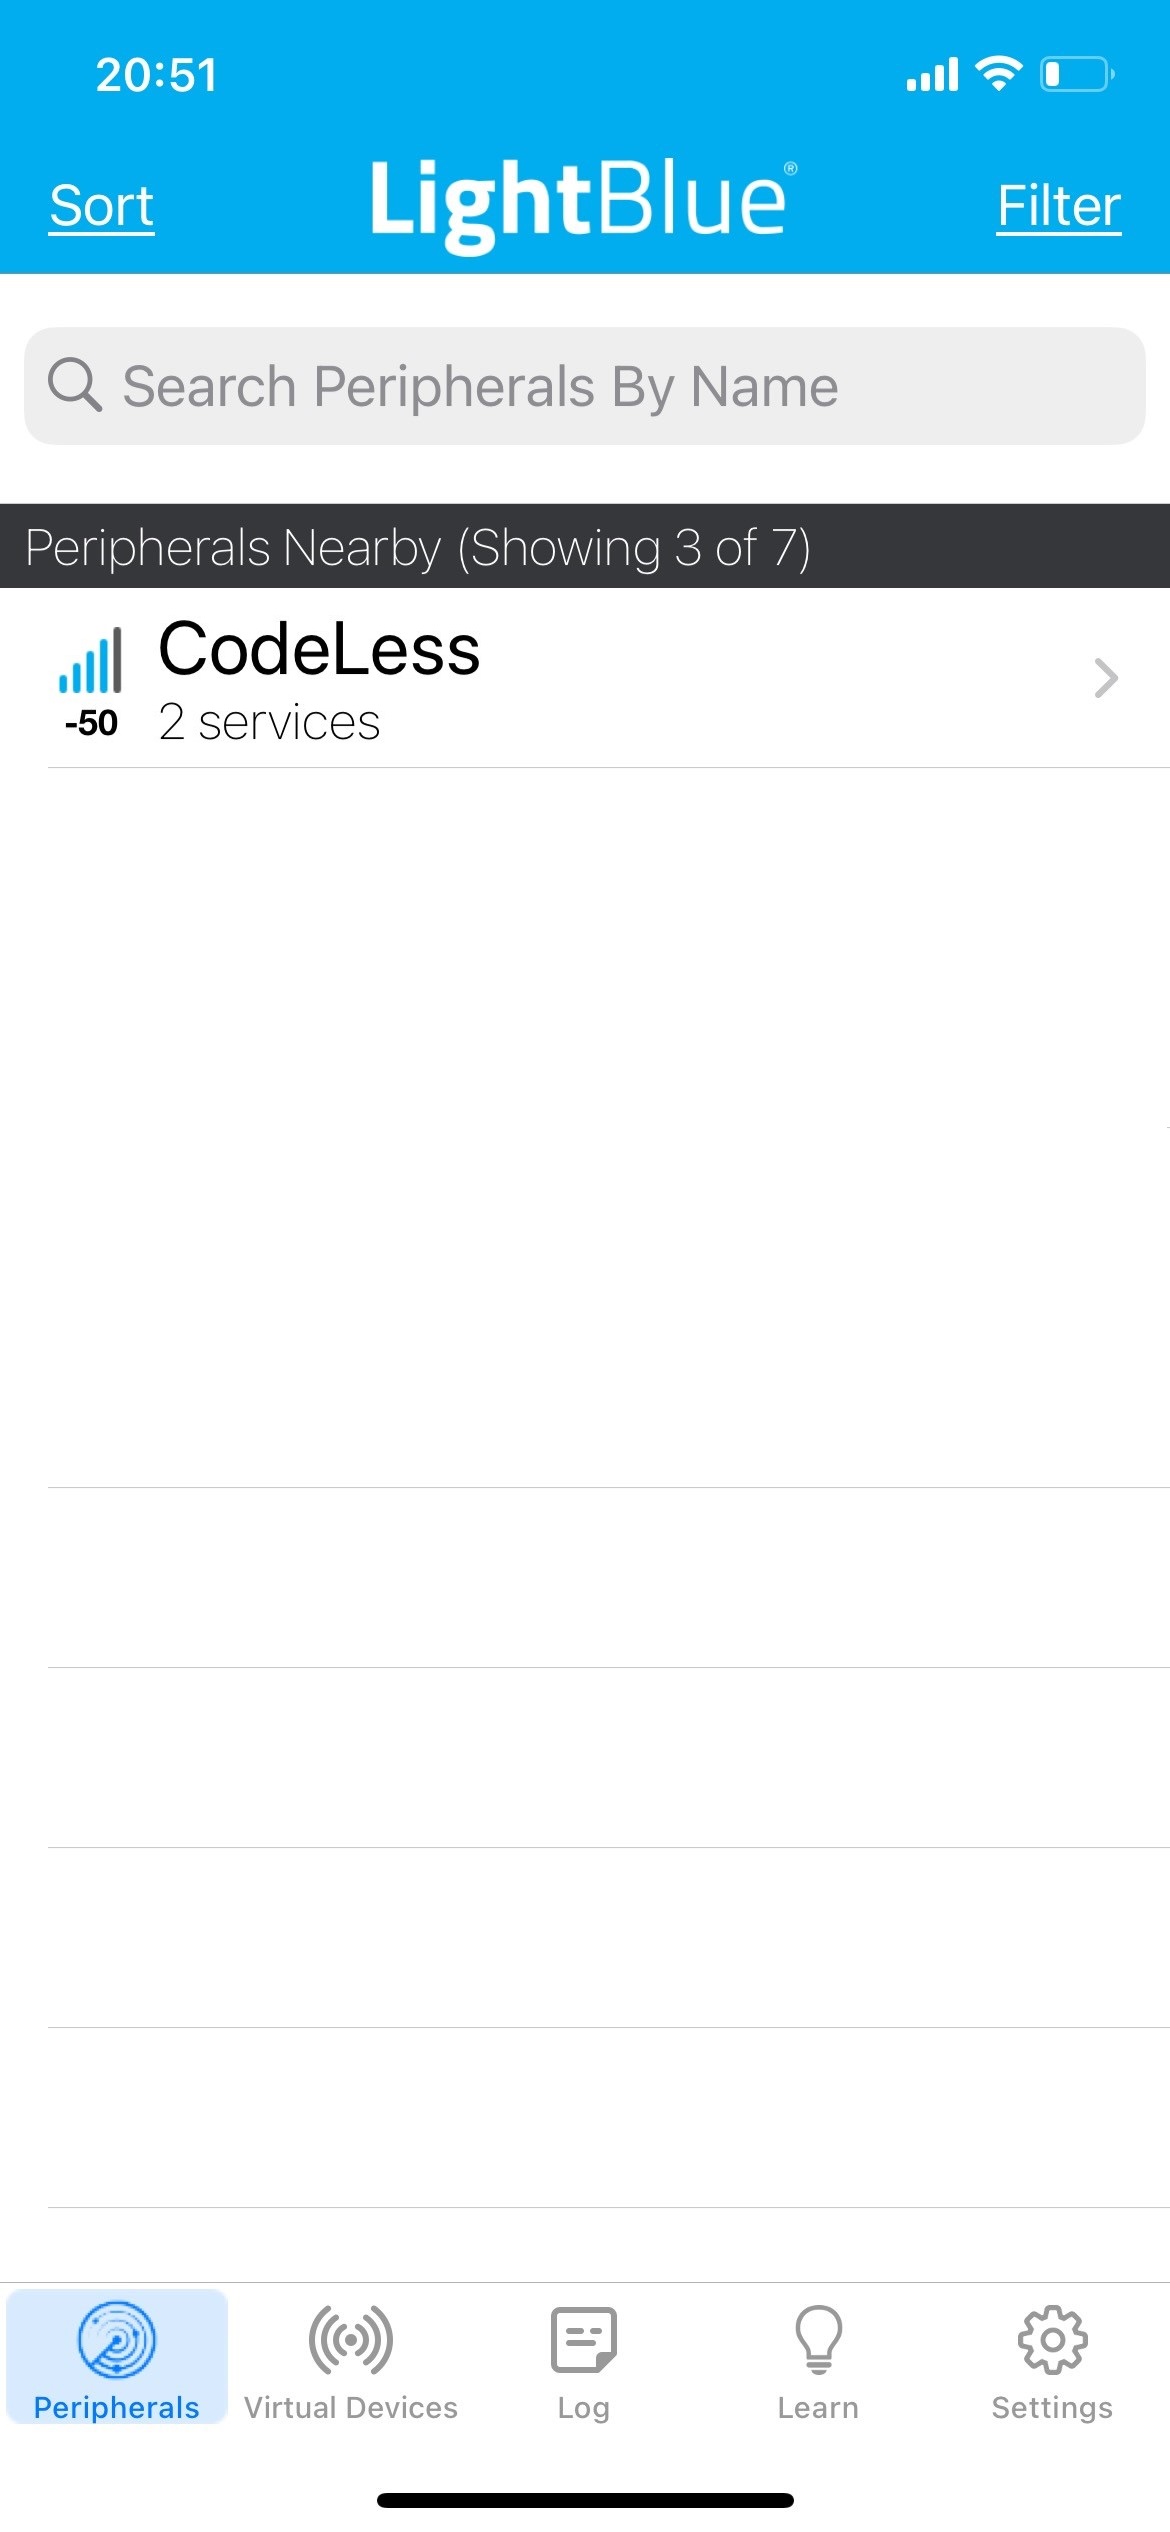 20:51
Sort
LightBlue®
Filter
Search Peripherals By Name
Peripherals Nearby (Showing 3 of 7)
CodeLess
-50
2 services
Peripherals
Virtual Devices
Log
Learn
Settings